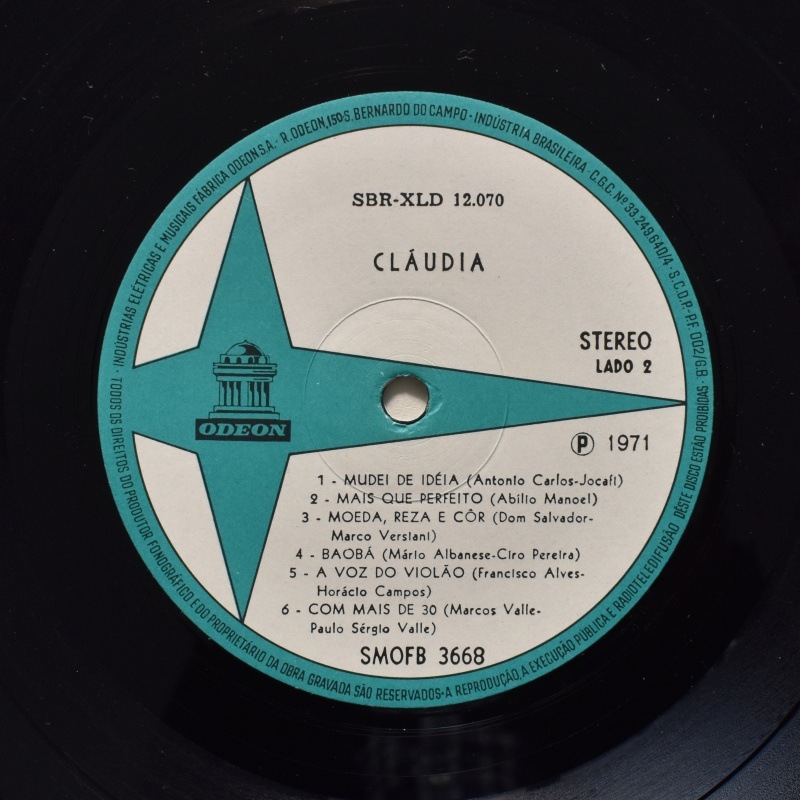 INDÚSTRIAS ELÉTRICAS E MUSICAIS FÁBRICA ODEON S.A. · R. ODEON, 150 S. BERNARDO DO CAMPO - INDÚSTRIA BRASILEIRA · C.G.C. Nº 33.249.640/4 - S.C.D.P. - P.F. 002/G.B
SBR-XLD 12.070
CLÁUDIA
STEREO
LADO 2
ODEON
Ⓟ 1971
1 - MUDEI DE IDÉIA (Antonio Carlos-Jocafi)
2 - MAIS QUE PERFEITO (Abílio Manoel)
3 - MOEDA, REZA E CÔR (Dom Salvador-
Marco Versiani)
4 - BAOBÁ (Mário Albanese-Ciro Pereira)
5 - A VOZ DO VIOLÃO (Francisco Alves-
Horácio Campos)
6 - COM MAIS DE 30 (Marcos Valle-
Paulo Sérgio Valle)
SMOFB 3668
· TODOS OS DIREITOS DO PRODUTOR FONOGRÁFICO E DO PROPRIETÁRIO DA OBRA GRAVADA SÃO RESERVADOS - A REPRODUÇÃO, A EXECUÇÃO PÚBLICA E RADIOTELEDIFUSÃO DÊSTE DISCO ESTÃO PROIBIDAS ·